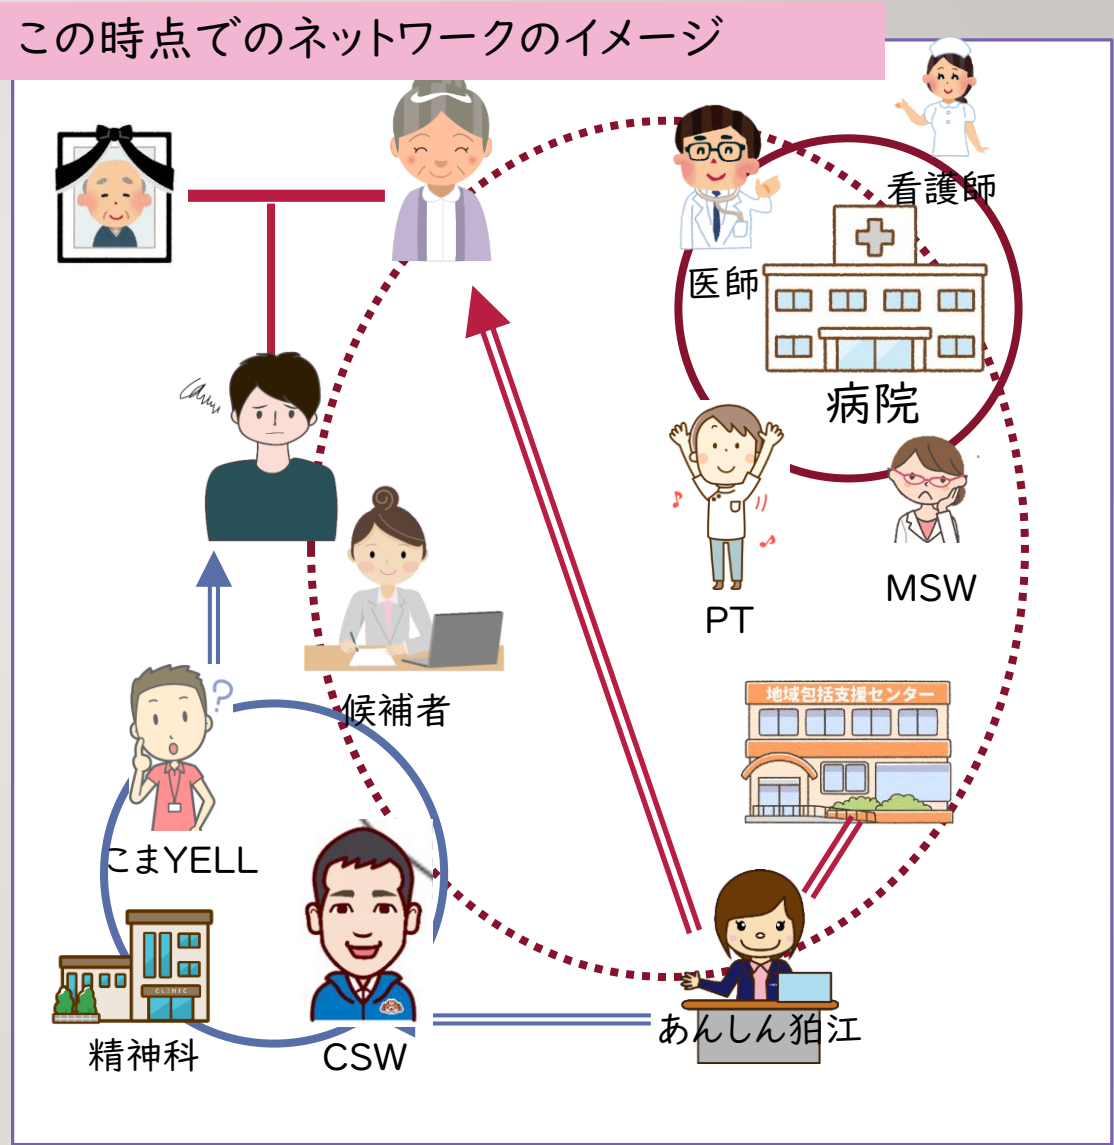 この時点でのネットワークのイメージ
看護師
医師
病院
PT
MSW
候補者
地域包括支援センター
こまYELL
CLINIC
精神科
CSW
あんしん狛江